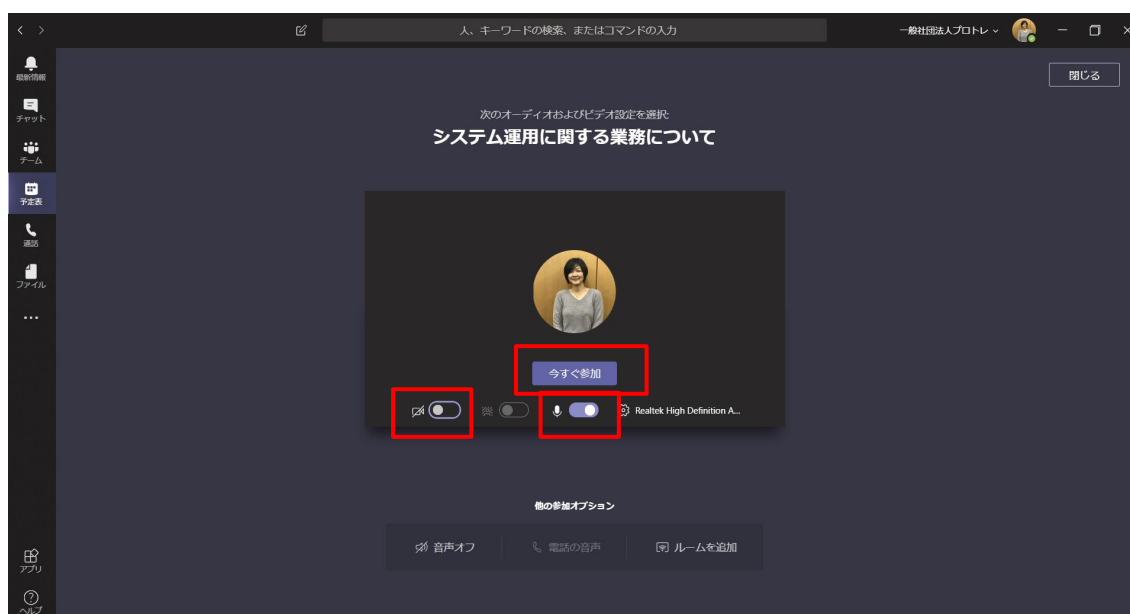 人、キーワードの検索、またはコマンドの入力
一般社団法人プロトレ
最新情報
チャット
チーム
予定表
通話
ファイル
アプリ
ヘルプ
閉じる
次のオーディオおよびビデオ設定を選択:
システム運用に関する業務について
今すぐ参加
Realtek High Definition A...
他の参加オプション
音声オフ
電話の音声
ルームを追加